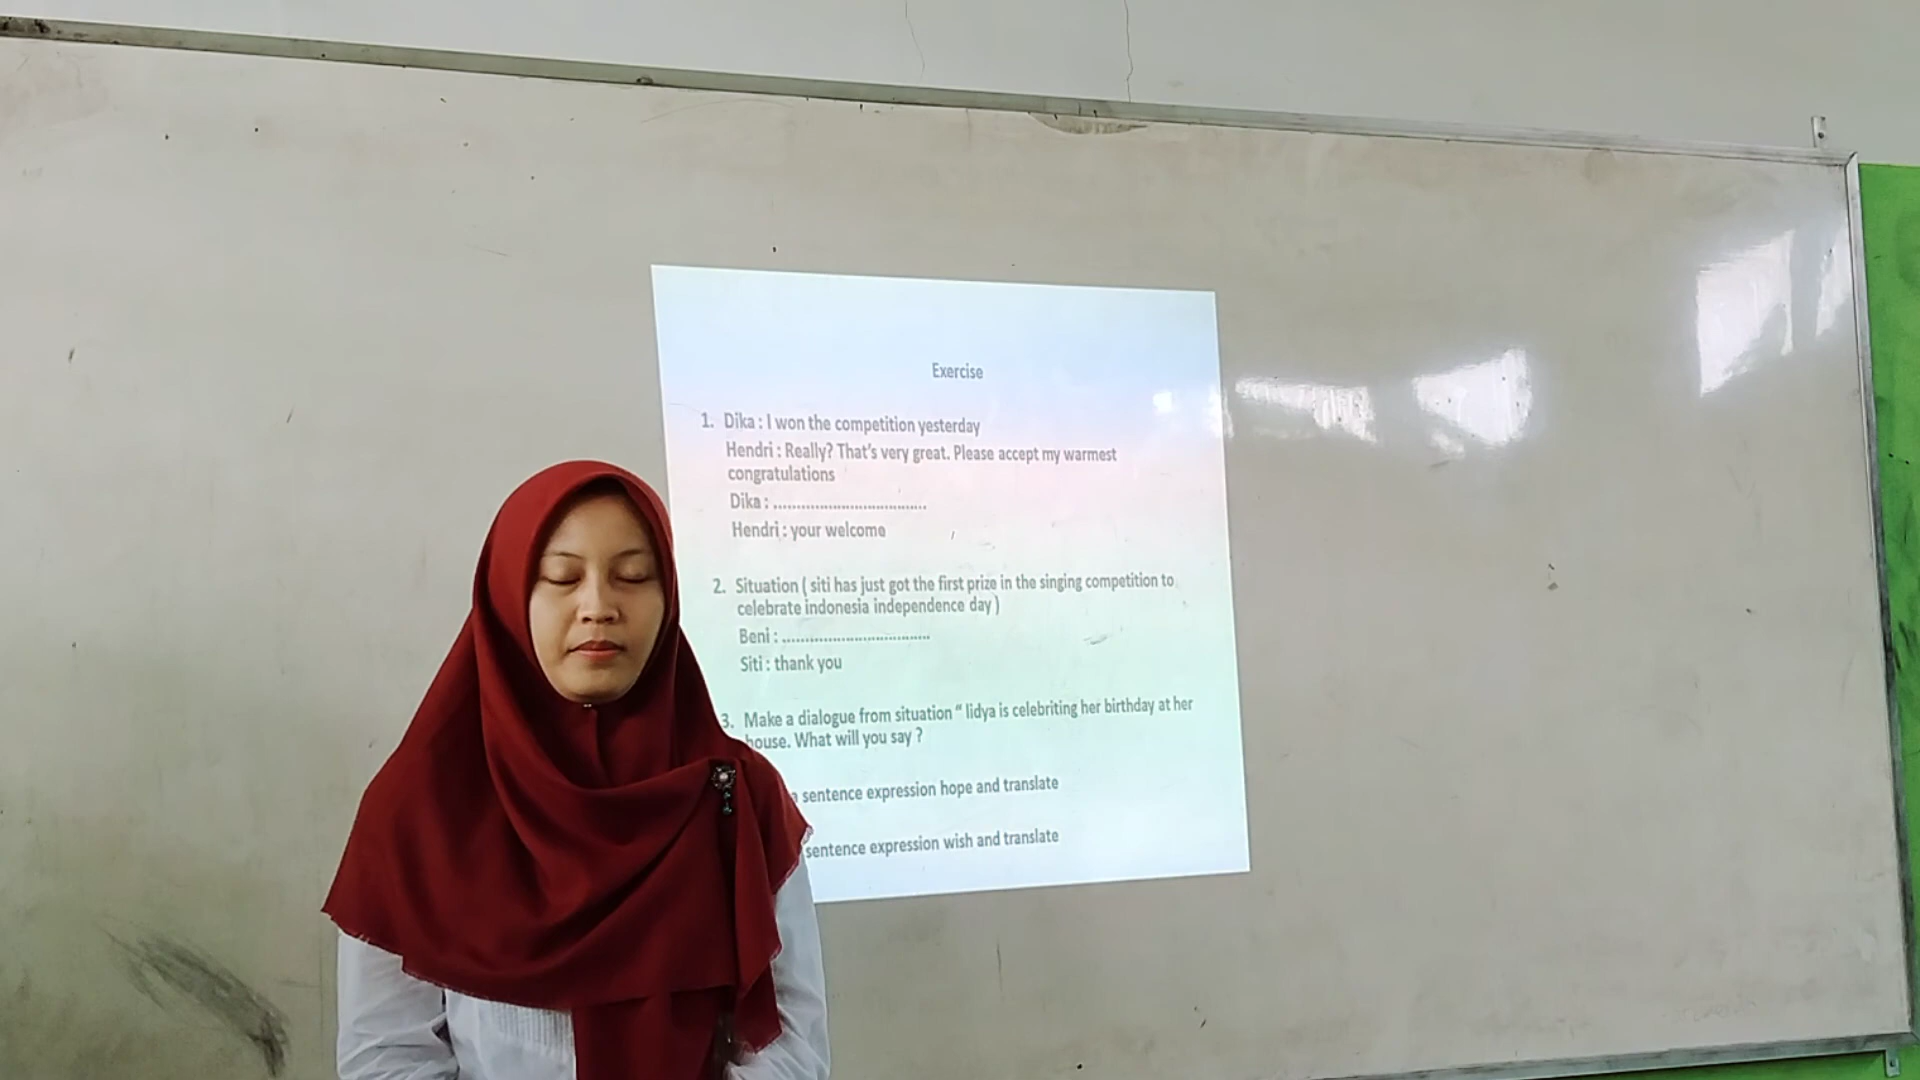 Exercise
1. Dika : I won the competition yesterday
Hendri : Really? That's very great. Please accept my warmest
congratulations
Dika : ..................................
Hendri : your welcome
2. Situation ( siti has just got the first prize in the singing competition to
celebrate indonesia independence day )
Beni : .................................
Siti : thank you
3. Make a dialogue from situation “ lidya is celebriting her birthday at her
house. What will you say ?
sentence expression hope and translate
sentence expression wish and translate